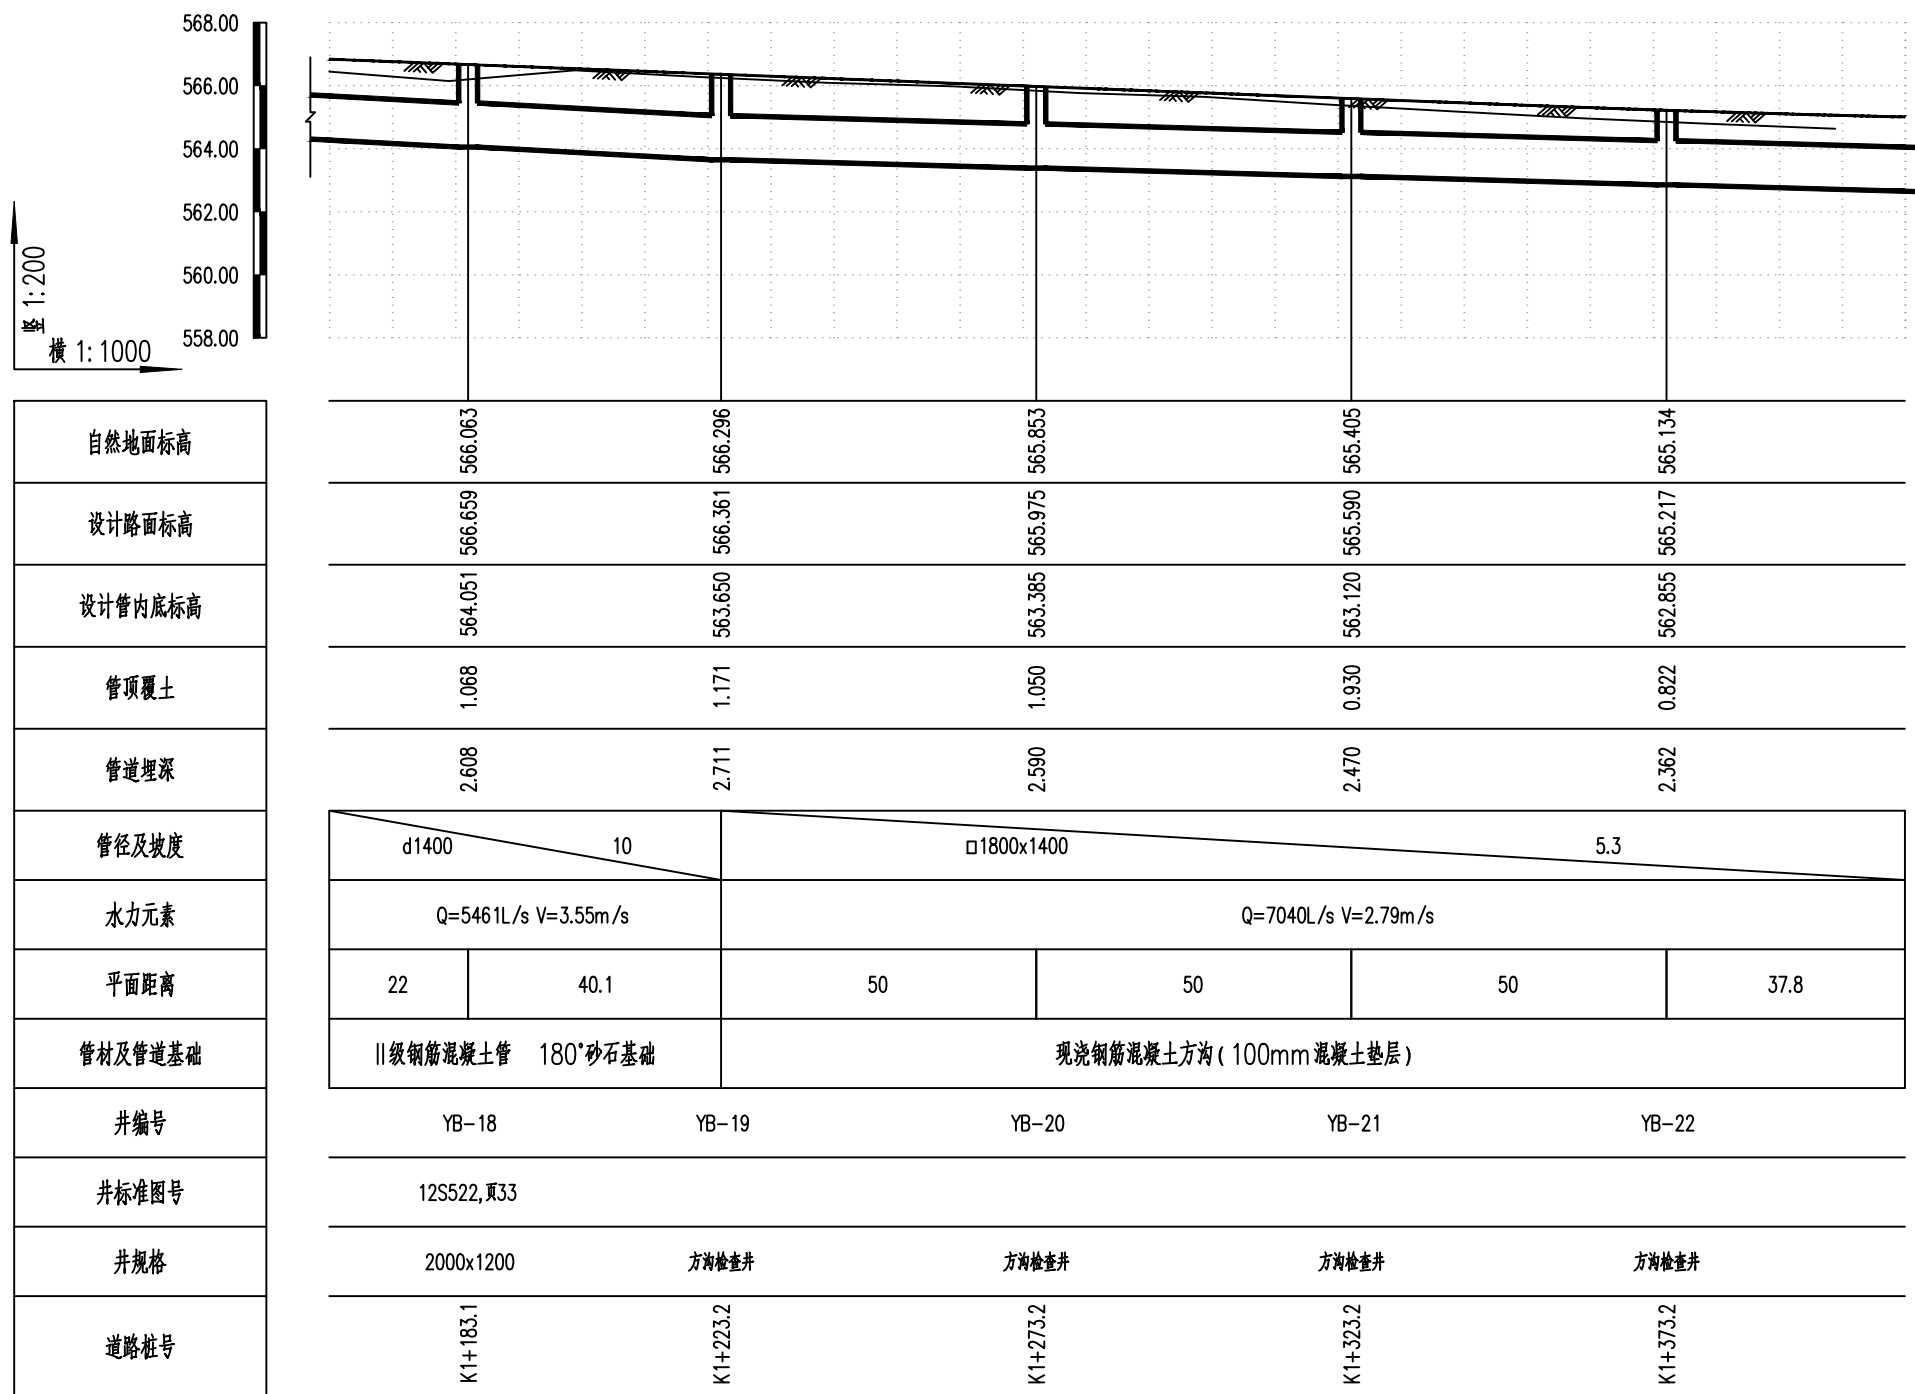 568.00
566.00
564.00
562.00
560.00
558.00
竖 1:200
横 1:1000
自然地面标高 566.063 566.296 565.853 565.405 565.134
设计路面标高 566.659 566.361 565.975 565.590 565.217
设计管内底标高 564.051 563.650 563.385 563.120 562.855
管顶覆土 1.068 1.171 1.050 0.930 0.822
管道埋深 2.608 2.711 2.590 2.470 2.362
管径及坡度 d1400 10 □1800x1400 5.3
水力元素 Q=5461L/s V=3.55m/s Q=7040L/s V=2.79m/s
平面距离 22 40.1 50 50 50 37.8
管材及管道基础 II级钢筋混凝土管 180°砂石基础 现浇钢筋混凝土方沟(100mm混凝土垫层)
井编号 YB-18 YB-19 YB-20 YB-21 YB-22
井标准图号 12S522,页33
井规格 2000x1200 方沟检查井 方沟检查井 方沟检查井 方沟检查井
道路桩号 K1+183.1 K1+223.2 K1+273.2 K1+323.2 K1+373.2